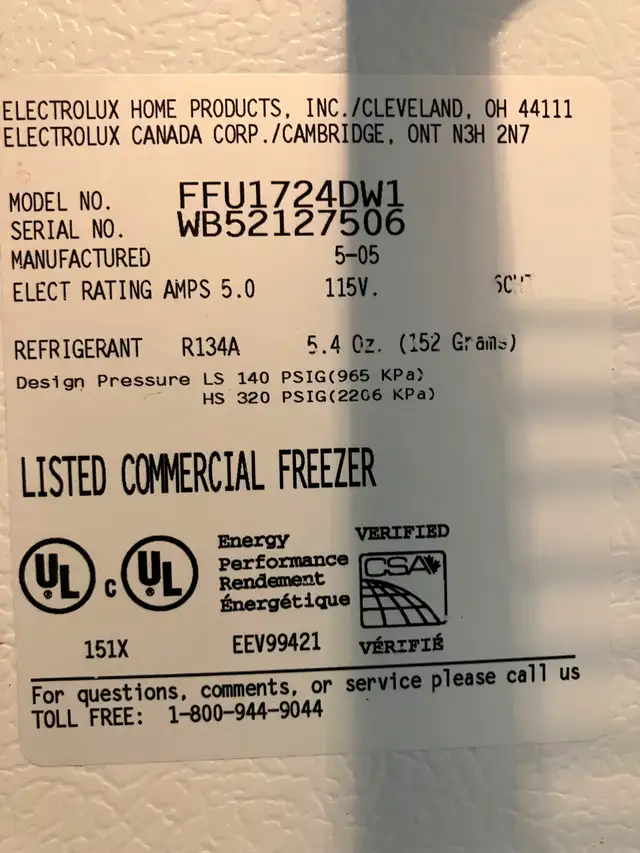 ELECTROLUX HOME PRODUCTS, INC./CLEVELAND, OH 44111
ELECTROLUX CANADA CORP./CAMBRIDGE, ONT N3H 2N7
MODEL NO. FFU1724DW1
SERIAL NO. WB52127506
MANUFACTURED 5-05
ELECT RATING AMPS 5.0 115V.
REFRIGERANT R134A 5.4 Oz. (152 Grams)
Design Pressure LS 140 PSIG(965 KPa)
HS 320 PSIG(2206 KPa)
LISTED COMMERCIAL FREEZER
UL ® c UL ®
Energy
Performance
Rendement
Énergétique
VERIFIED
CSA
VÉRIFIÉ
151X EEV99421
For questions, comments, or service please call us
TOLL FREE: 1-800-944-9044